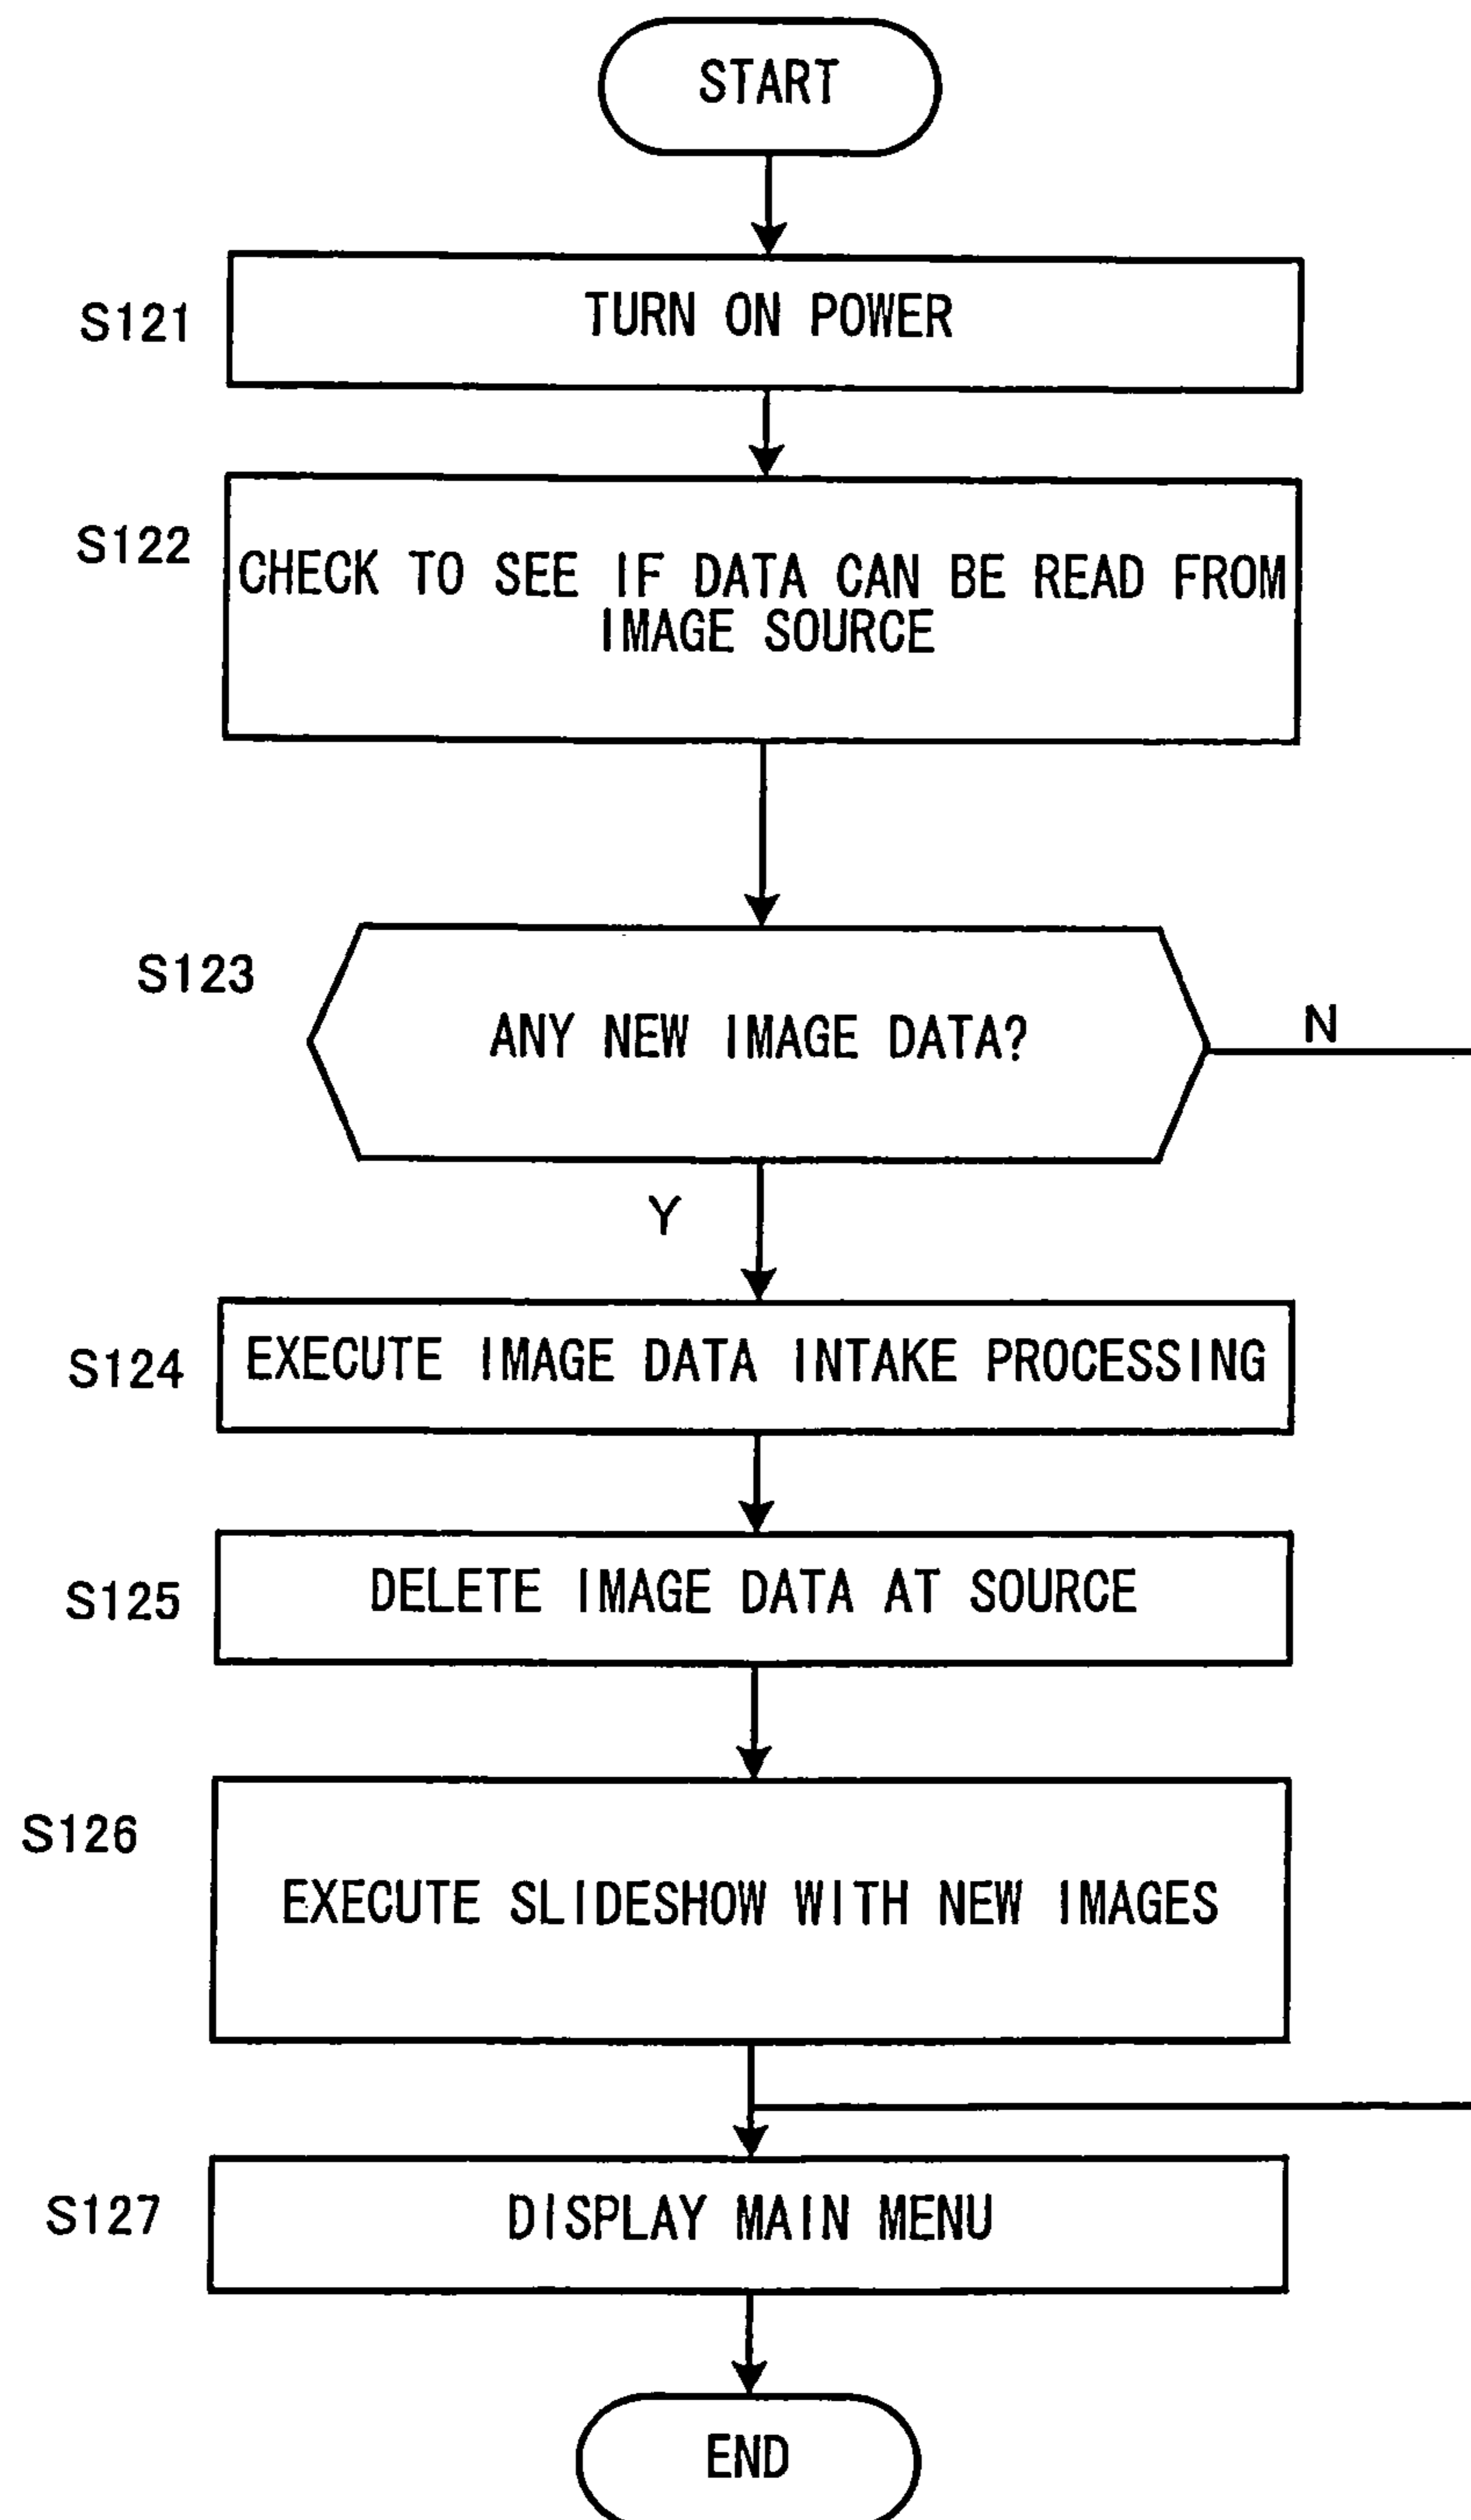 START
S121
TURN ON POWER
S122
CHECK TO SEE IF DATA CAN BE READ FROM
IMAGE SOURCE
S123
ANY NEW IMAGE DATA?
N
Y
S124
EXECUTE IMAGE DATA INTAKE PROCESSING
S125
DELETE IMAGE DATA AT SOURCE
S126
EXECUTE SLIDESHOW WITH NEW IMAGES
S127
DISPLAY MAIN MENU
END